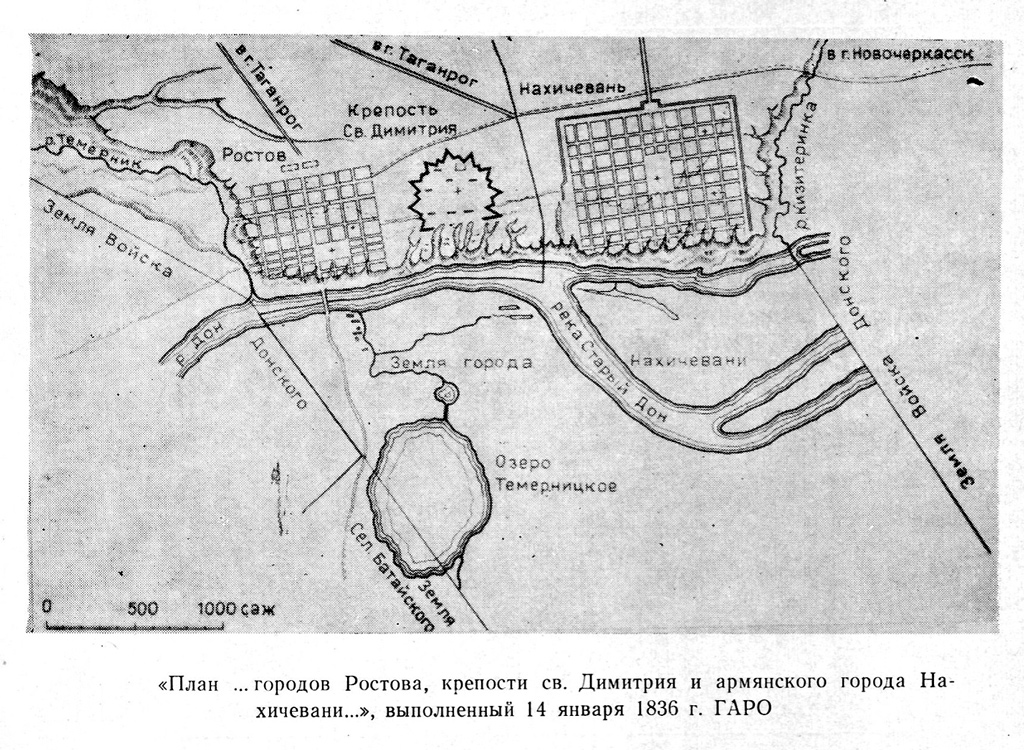 в г. Таганрог
в г. Таганрог
в г. Новочеркасск
Нахичевань
Крепость
Св. Димитрия
р. Темерник
Ростов
р. Кизитеринка
Земля Войска
Донского
р. Дон
Земля города
Нахичевани
река Старый Дон
Донского
Земля Войска
Озеро
Темерницкое
Сел. Батайского
Земля
0 500 1000 саж
«План ... городов Ростова, крепости св. Димитрия и армянского города На-
хичевани...», выполненный 14 января 1836 г. ГАРО